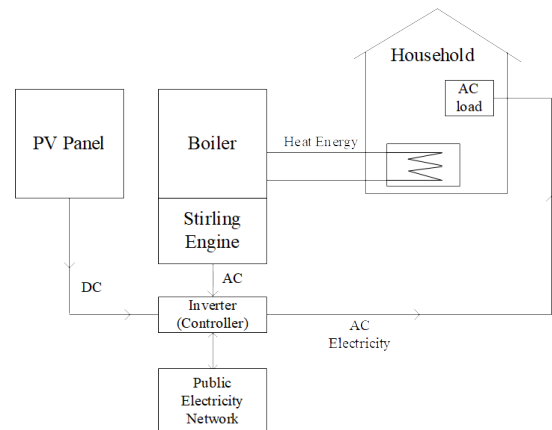 Household
AC
load
PV Panel
Boiler
Heat Energy
Stirling
Engine
AC
DC
Inverter
(Controller)
AC
Electricity
Public
Electricity
Network